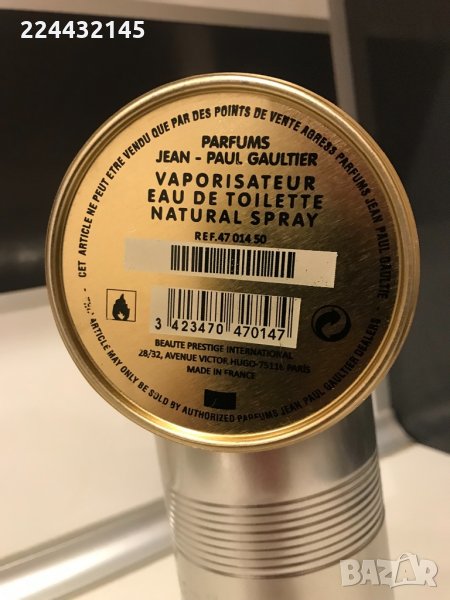 224432145
CET ARTICLE NE PEUT ETRE VENDU QUE PAR DES POINTS DE VENTE AGREES PARFUMS JEAN PAUL GAULTIE
PARFUMS
JEAN - PAUL GAULTIER
VAPORISATEUR
EAU DE TOILETTE
NATURAL SPRAY
REF.47 014 50
3 423470 470147
BEAUTE PRESTIGE INTERNATIONAL
28/32, AVENUE VICTOR HUGO-75116 PARIS
MADE IN FRANCE
ARTICLE MAY ONLY BE SOLD BY AUTHORIZED PARFUMS JEAN PAUL GAULTIER DEALERS
BAZAR